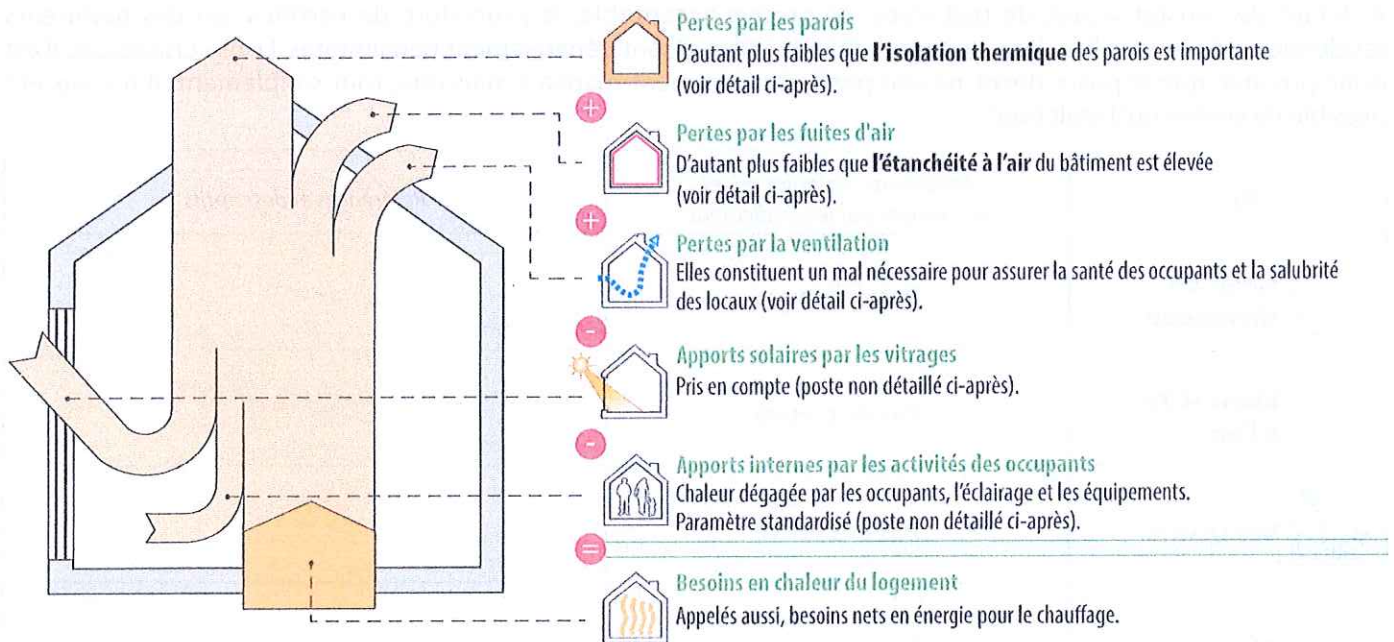 Pertes par les parois
D'autant plus faibles que l'isolation thermique des parois est importante
(voir détail ci-après).
+
Pertes par les fuites d'air
D'autant plus faibles que l'étanchéité à l'air du bâtiment est élevée
(voir détail ci-après).
+
Pertes par la ventilation
Elles constituent un mal nécessaire pour assurer la santé des occupants et la salubrité
des locaux (voir détail ci-après).
-
Apports solaires par les vitrages
Pris en compte (poste non détaillé ci-après).
-
Apports internes par les activités des occupants
Chaleur dégagée par les occupants, l'éclairage et les équipements.
Paramètre standardisé (poste non détaillé ci-après).
=
Besoins en chaleur du logement
Appelés aussi, besoins nets en énergie pour le chauffage.